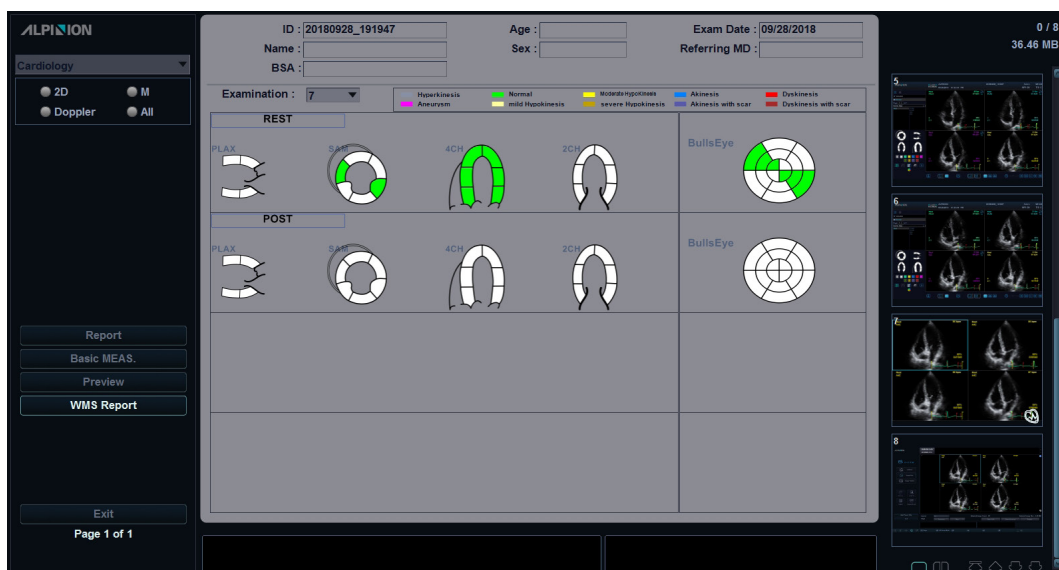 ALPINION
Cardiology
2D
M
Doppler
All
Report
Basic MEAS.
Preview
WMS Report
Exit
Page 1 of 1
ID : 20180928_191947
Age :
Exam Date : 09/28/2018
Name :
Sex :
Referring MD :
BSA :
Examination : 7
Hyperkinesis
Normal
Moderate HypoKinesis
Akinesis
Dyskinesis
Aneurysm
mild Hypokinesis
severe Hypokinesis
Akinesis with scar
Dyskinesis with scar
REST
PLAX
SAM
4CH
2CH
BullsEye
POST
PLAX
SAM
4CH
2CH
BullsEye
0 / 8
36.46 MB
5
6
7
8